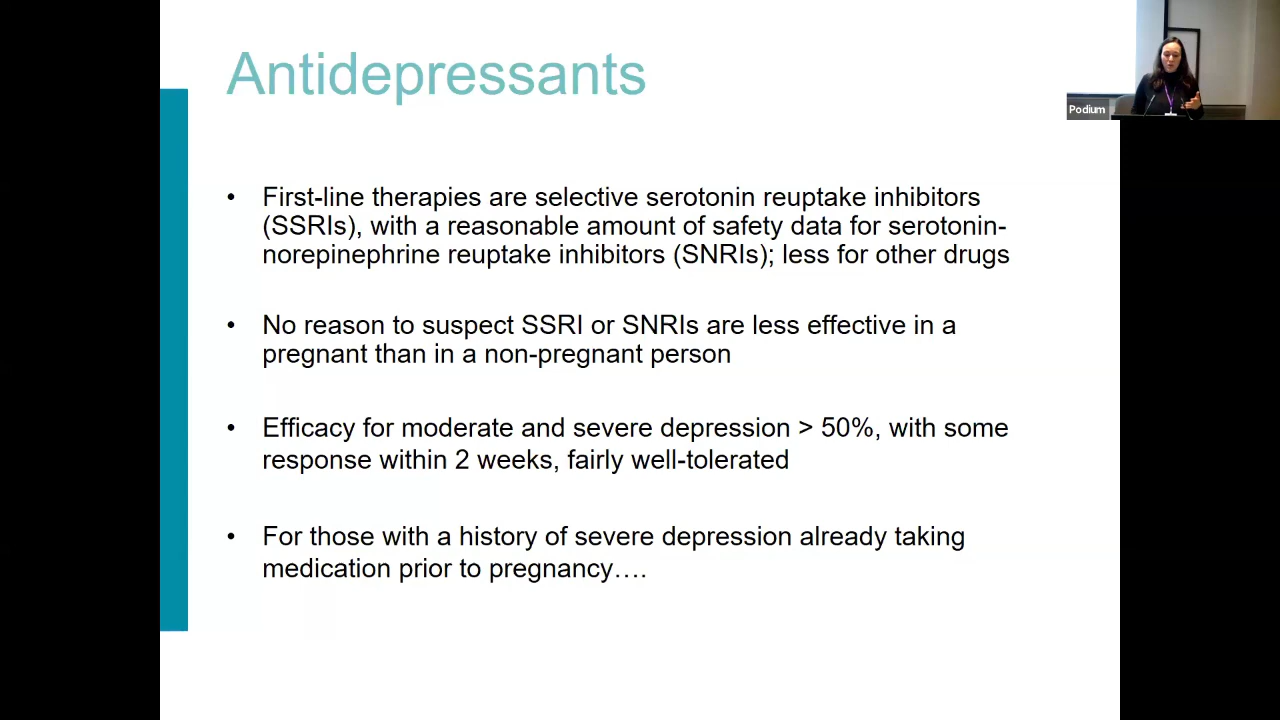 Antidepressants
Podium
• First-line therapies are selective serotonin reuptake inhibitors
(SSRIs), with a reasonable amount of safety data for serotonin-
norepinephrine reuptake inhibitors (SNRIs); less for other drugs
• No reason to suspect SSRI or SNRIs are less effective in a
pregnant than in a non-pregnant person
• Efficacy for moderate and severe depression > 50%, with some
response within 2 weeks, fairly well-tolerated
• For those with a history of severe depression already taking
medication prior to pregnancy….